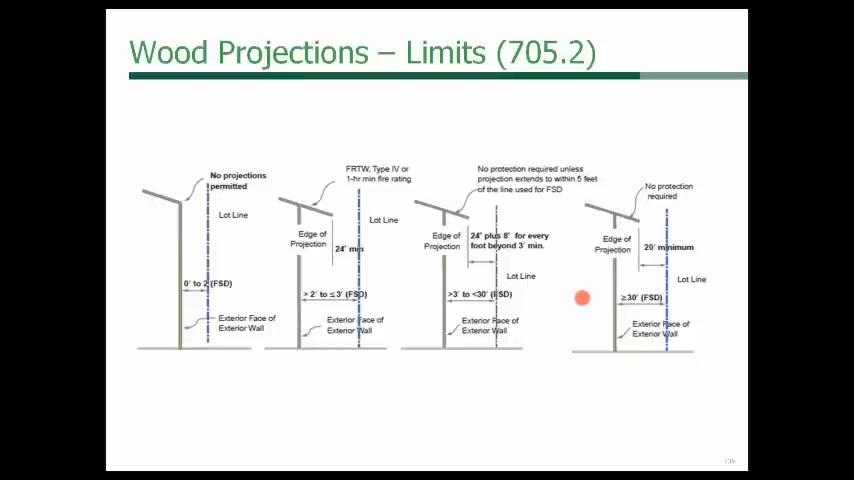 Wood Projections – Limits (705.2)
No projections
permitted
Lot Line
0' to 2'(FSD)
Exterior Face of
Exterior Wall
FRTW, Type IV or
1-hr min fire rating
Lot Line
Edge of
Projection
24" min
> 2' to ≤ 3' (FSD)
Exterior Face of
Exterior Wall
No protection required unless
projection extends to within 5 feet
of the line used for FSD
Edge of
Projection
24" plus 8" for every
foot beyond 3' min.
Lot Line
>3' to <30' (FSD)
Exterior Face of
Exterior Wall
No protection
required
Edge of
Projection
20' minimum
Lot Line
≥30' (FSD)
Exterior Face of
Exterior Wall